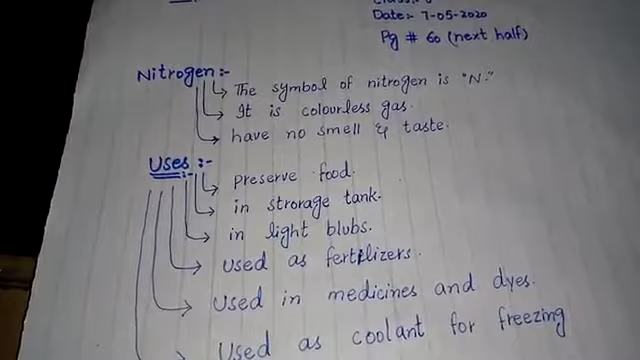 Date:- 7-05-2020
Pg # 60 (next half)
Nitrogen:-
The symbol of nitrogen is "N."
It is colourless gas.
have no smell & taste.
Uses :-
preserve food.
in strorage tank.
in light blubs.
used as fertilizers.
used in medicines and dyes.
Used as coolant for freezing